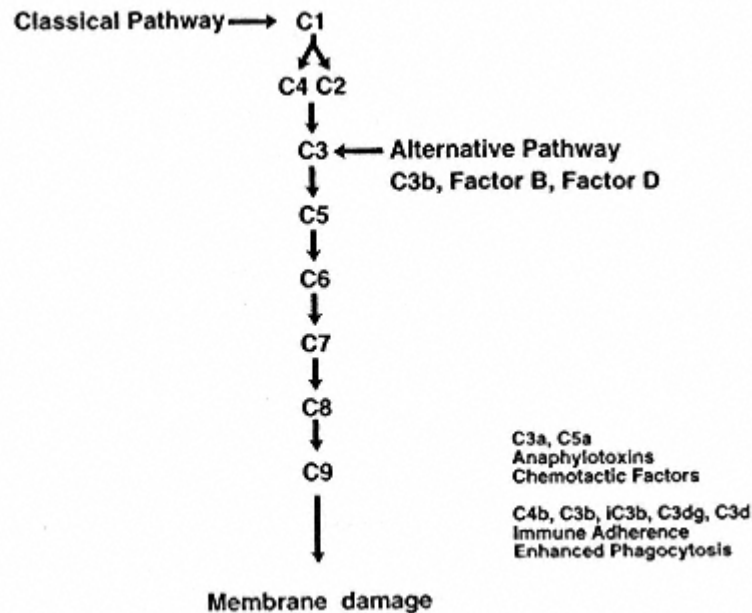 Classical Pathway C1
C4 C2
C3 Alternative Pathway
C3b, Factor B, Factor D
C5
C6
C7
C8
C9
C3a, C5a
Anaphylotoxins
Chemotactic Factors
C4b, C3b, iC3b, C3dg, C3d
Immune Adherence
Enhanced Phagocytosis
Membrane damage